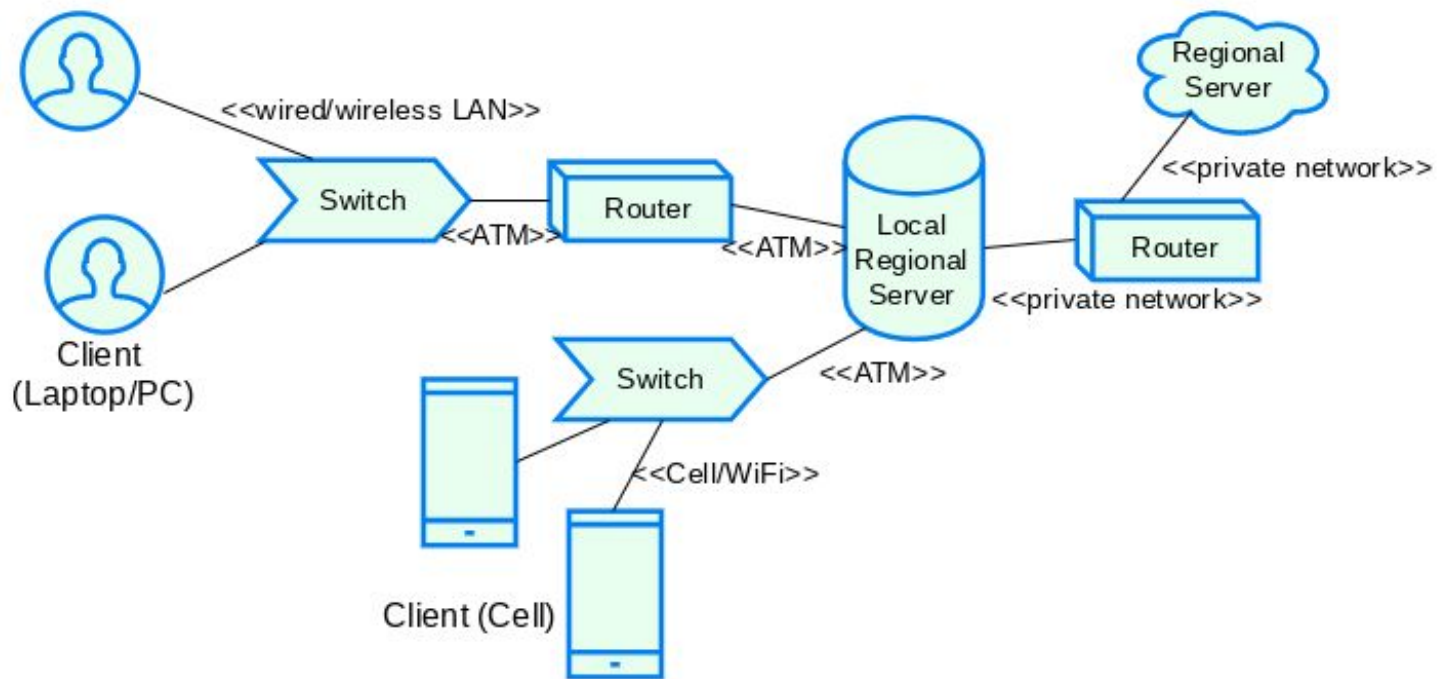 Regional
Server
<<wired/wireless LAN>>
<<private network>>
Switch
Router
<<ATM>>
<<ATM>>
Local
Regional
Server
Router
<<private network>>
Client
(Laptop/PC)
Switch
<<ATM>>
<<Cell/WiFi>>
Client (Cell)